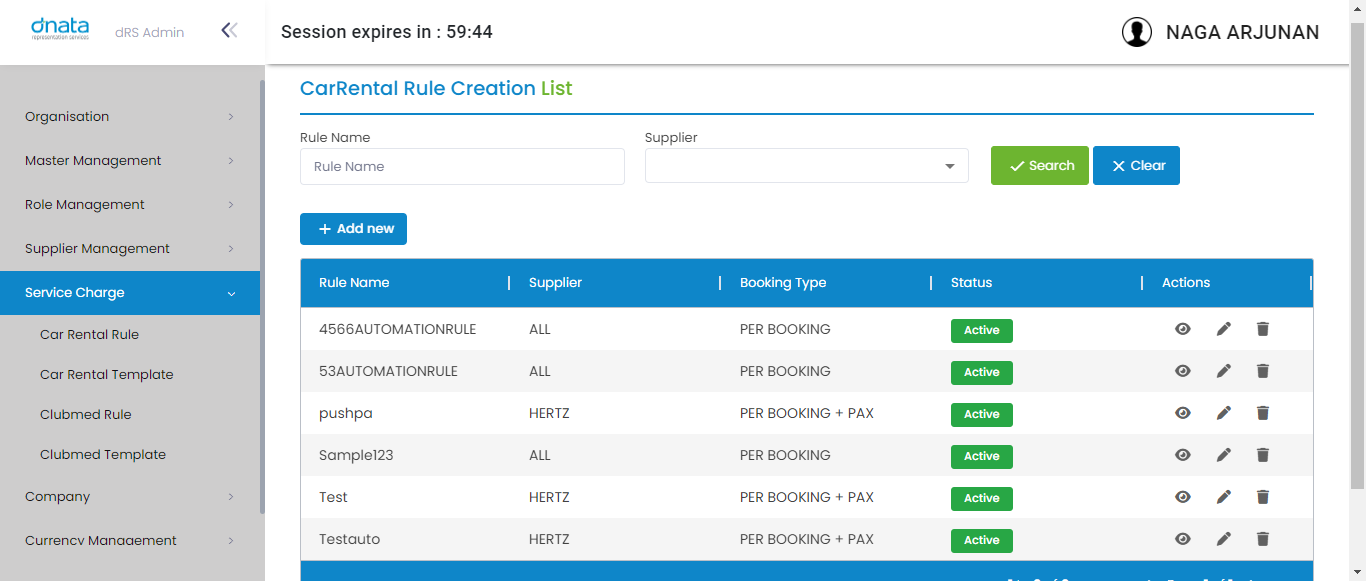 dnata
representation services
dRS Admin
Session expires in : 59:44
NAGA ARJUNAN
Organisation
Master Management
Role Management
Supplier Management
Service Charge
Car Rental Rule
Car Rental Template
Clubmed Rule
Clubmed Template
Company
Currency Management
CarRental Rule Creation List
Rule Name
Supplier
Rule Name
Search
Clear
Add new
Rule Name Supplier Booking Type Status Actions
4566AUTOMATIONRULE ALL PER BOOKING Active
53AUTOMATIONRULE ALL PER BOOKING Active
pushpa HERTZ PER BOOKING + PAX Active
Sample123 ALL PER BOOKING Active
Test HERTZ PER BOOKING + PAX Active
Testauto HERTZ PER BOOKING + PAX Active